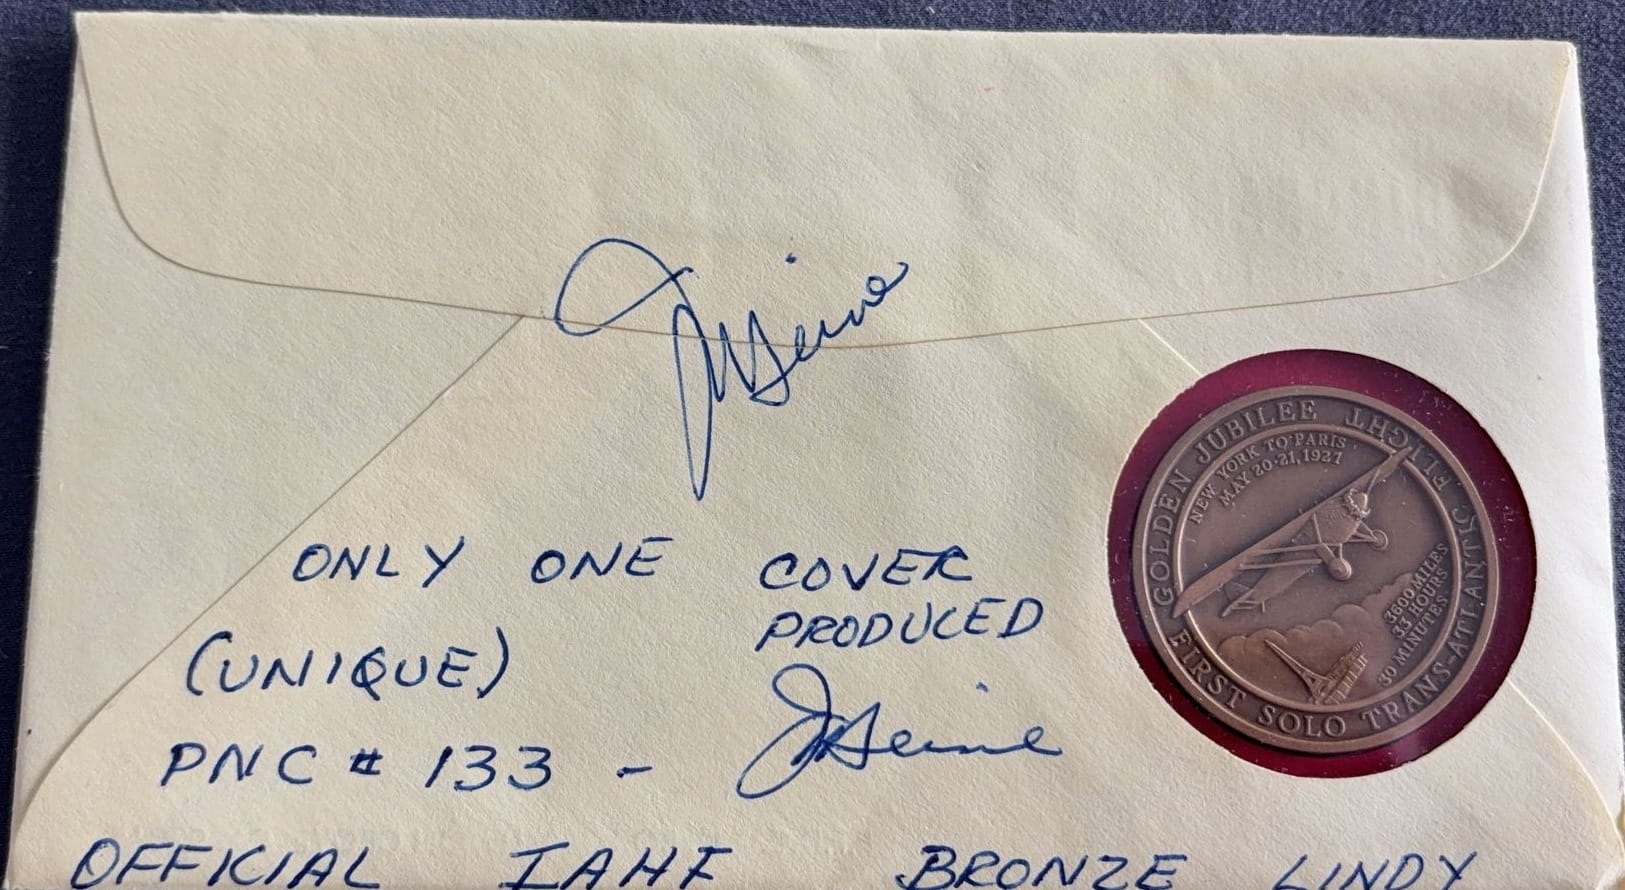 ONLY ONE COVER
PRODUCED
(UNIQUE)
PNC # 133 -
OFFICIAL IAHF BRONZE LINDY
GOLDEN JUBILEE
FIRST SOLO TRANS-ATLANTIC FLIGHT
NEW YORK TO PARIS
MAY 20-21, 1927
3600 MILES
33 HOURS
30 MINUTES